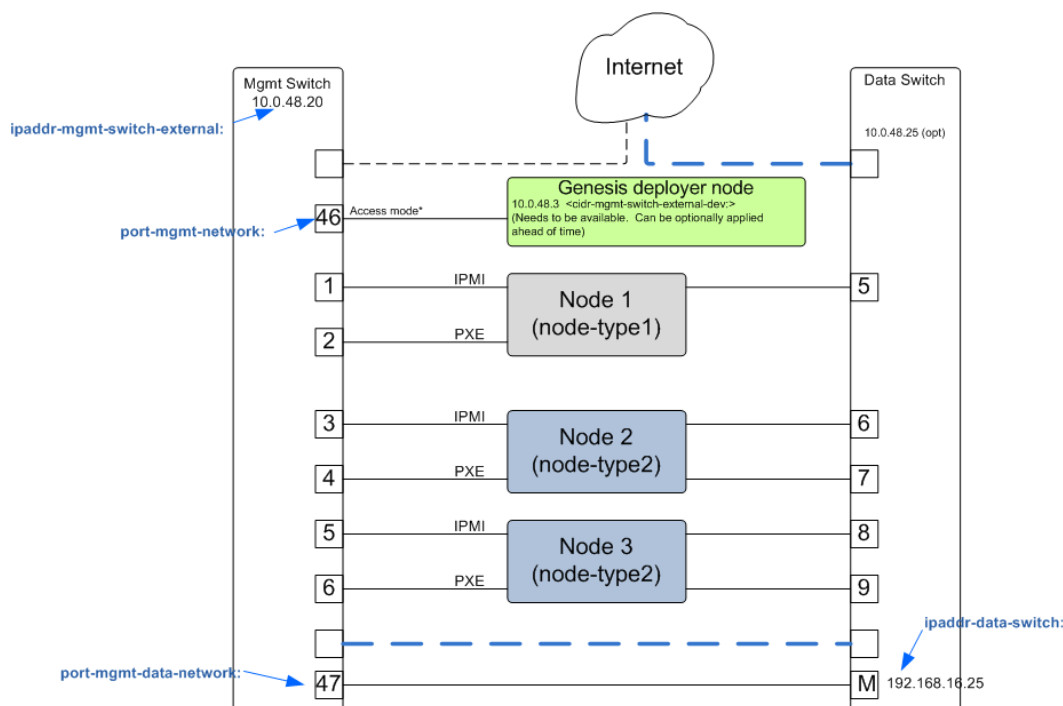 Internet
Mgmt Switch
10.0.48.20
Data Switch
ipaddr-mgmt-switch-external:
10.0.48.25 (opt)
Genesis deployer node
10.0.48.3 <cidr-mgmt-switch-external-dev:>
(Needs to be available. Can be optionally applied
ahead of time)
46
Access mode*
port-mgmt-network:
1
IPMI
Node 1
(node-type1)
5
2
PXE
3
IPMI
Node 2
(node-type2)
6
4
PXE
7
5
IPMI
Node 3
(node-type2)
8
6
PXE
9
ipaddr-data-switch:
port-mgmt-data-network:
47
M
192.168.16.25